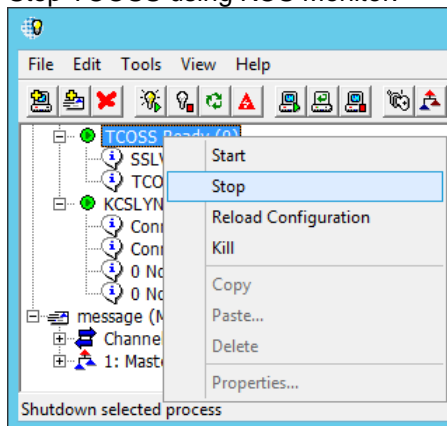 Stop TCOSS using KCS Monitor.
File Edit Tools View Help
TCOSS Ready (0)
SSLV
TCO
KCSLYN
Conn
Conn
0 No
0 No
message (M
Channe
1: Maste
Start
Stop
Reload Configuration
Kill
Copy
Paste...
Delete
Properties...
Shutdown selected process